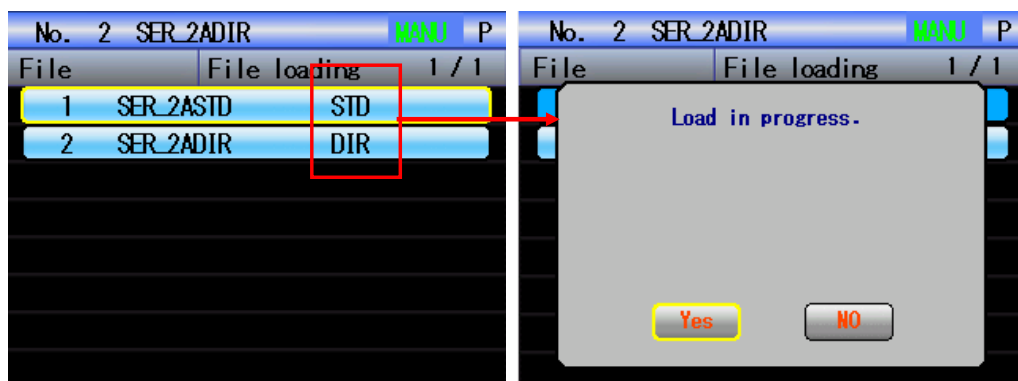 No. 2 SER_2ADIR MANU P
File File loading 1/1
1 SER_2ASTD STD
2 SER_2ADIR DIR
No. 2 SER_2ADIR MANU P
File File loading 1/1
Load in progress.
Yes NO